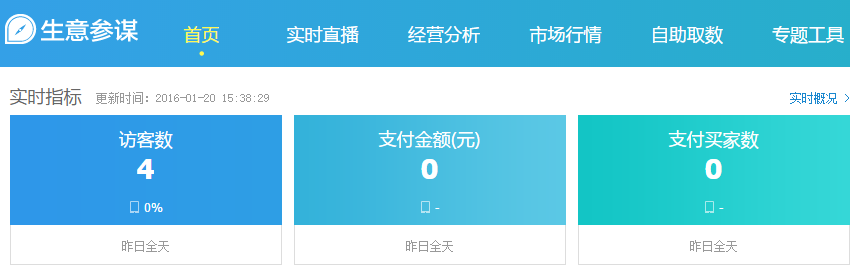 生意参谋 首页 实时直播 经营分析 市场行情 自助取数 专题工具
实时指标 更新时间：2016-01-20 15:38:29 实时概况 >
访客数 支付金额(元) 支付买家数
4 0 0
0% - -
昨日全天 昨日全天 昨日全天